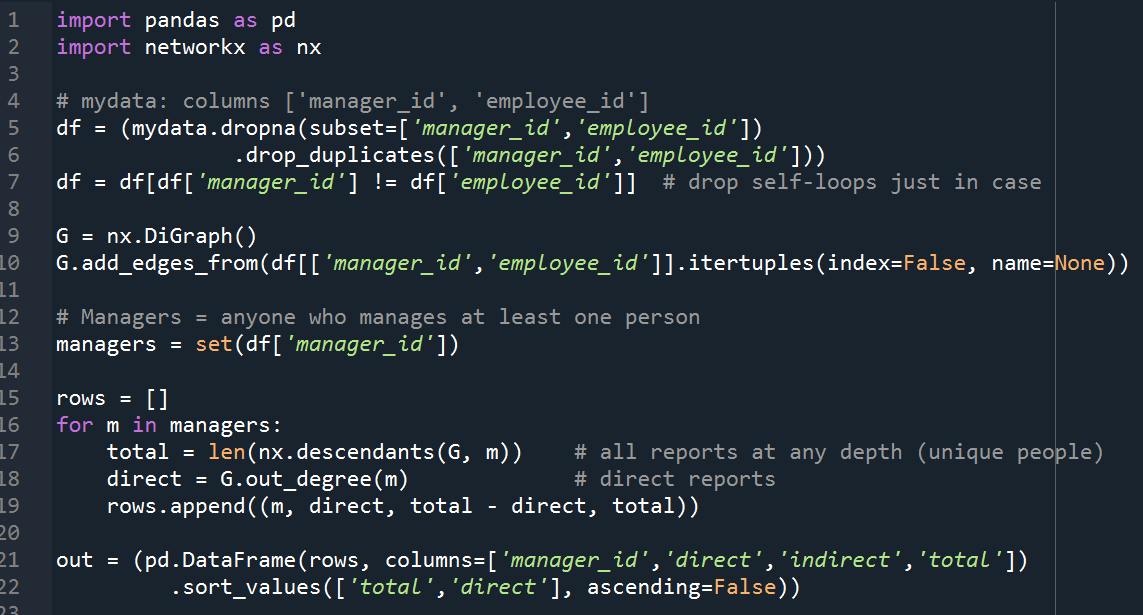 1 import pandas as pd
2 import networkx as nx
3
4 # mydata: columns ['manager_id', 'employee_id']
5 df = (mydata.dropna(subset=['manager_id','employee_id'])
6               .drop_duplicates(['manager_id','employee_id']))
7 df = df[df['manager_id'] != df['employee_id']]  # drop self-loops just in case
8
9 G = nx.DiGraph()
10 G.add_edges_from(df[['manager_id','employee_id']].itertuples(index=False, name=None))
11
12 # Managers = anyone who manages at least one person
13 managers = set(df['manager_id'])
14
15 rows = []
16 for m in managers:
17     total = len(nx.descendants(G, m))    # all reports at any depth (unique people)
18     direct = G.out_degree(m)             # direct reports
19     rows.append((m, direct, total - direct, total))
20
21 out = (pd.DataFrame(rows, columns=['manager_id','direct','indirect','total'])
22          .sort_values(['total','direct'], ascending=False))
23